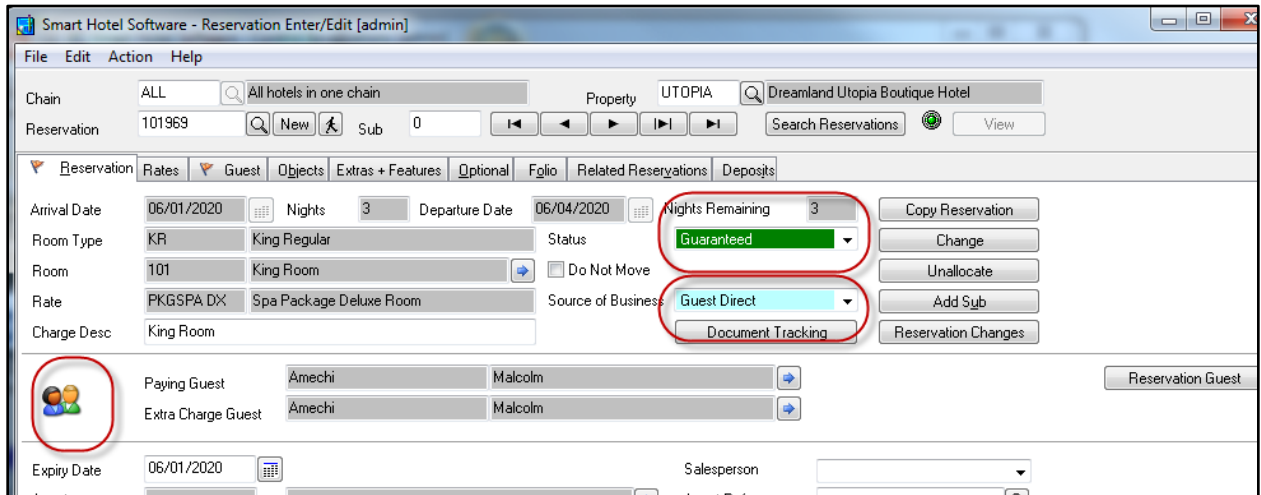 Smart Hotel Software - Reservation Enter/Edit [admin]
File Edit Action Help
Chain ALL All hotels in one chain Property UTOPIA Dreamland Utopia Boutique Hotel
Reservation 101969 New Sub 0 Search Reservations View
Reservation Rates Guest Objects Extras + Features Optional Folio Related Reservations Deposits
Arrival Date 06/01/2020 Nights 3 Departure Date 06/04/2020 Nights Remaining 3 Copy Reservation
Room Type KR King Regular Status Guaranteed Change
Room 101 King Room Do Not Move Unallocate
Rate PKGSPA DX Spa Package Deluxe Room Source of Business Guest Direct Add Sub
Charge Desc King Room Document Tracking Reservation Changes
Paying Guest Amechi Malcolm Reservation Guest
Extra Charge Guest Amechi Malcolm
Expiry Date 06/01/2020 Salesperson